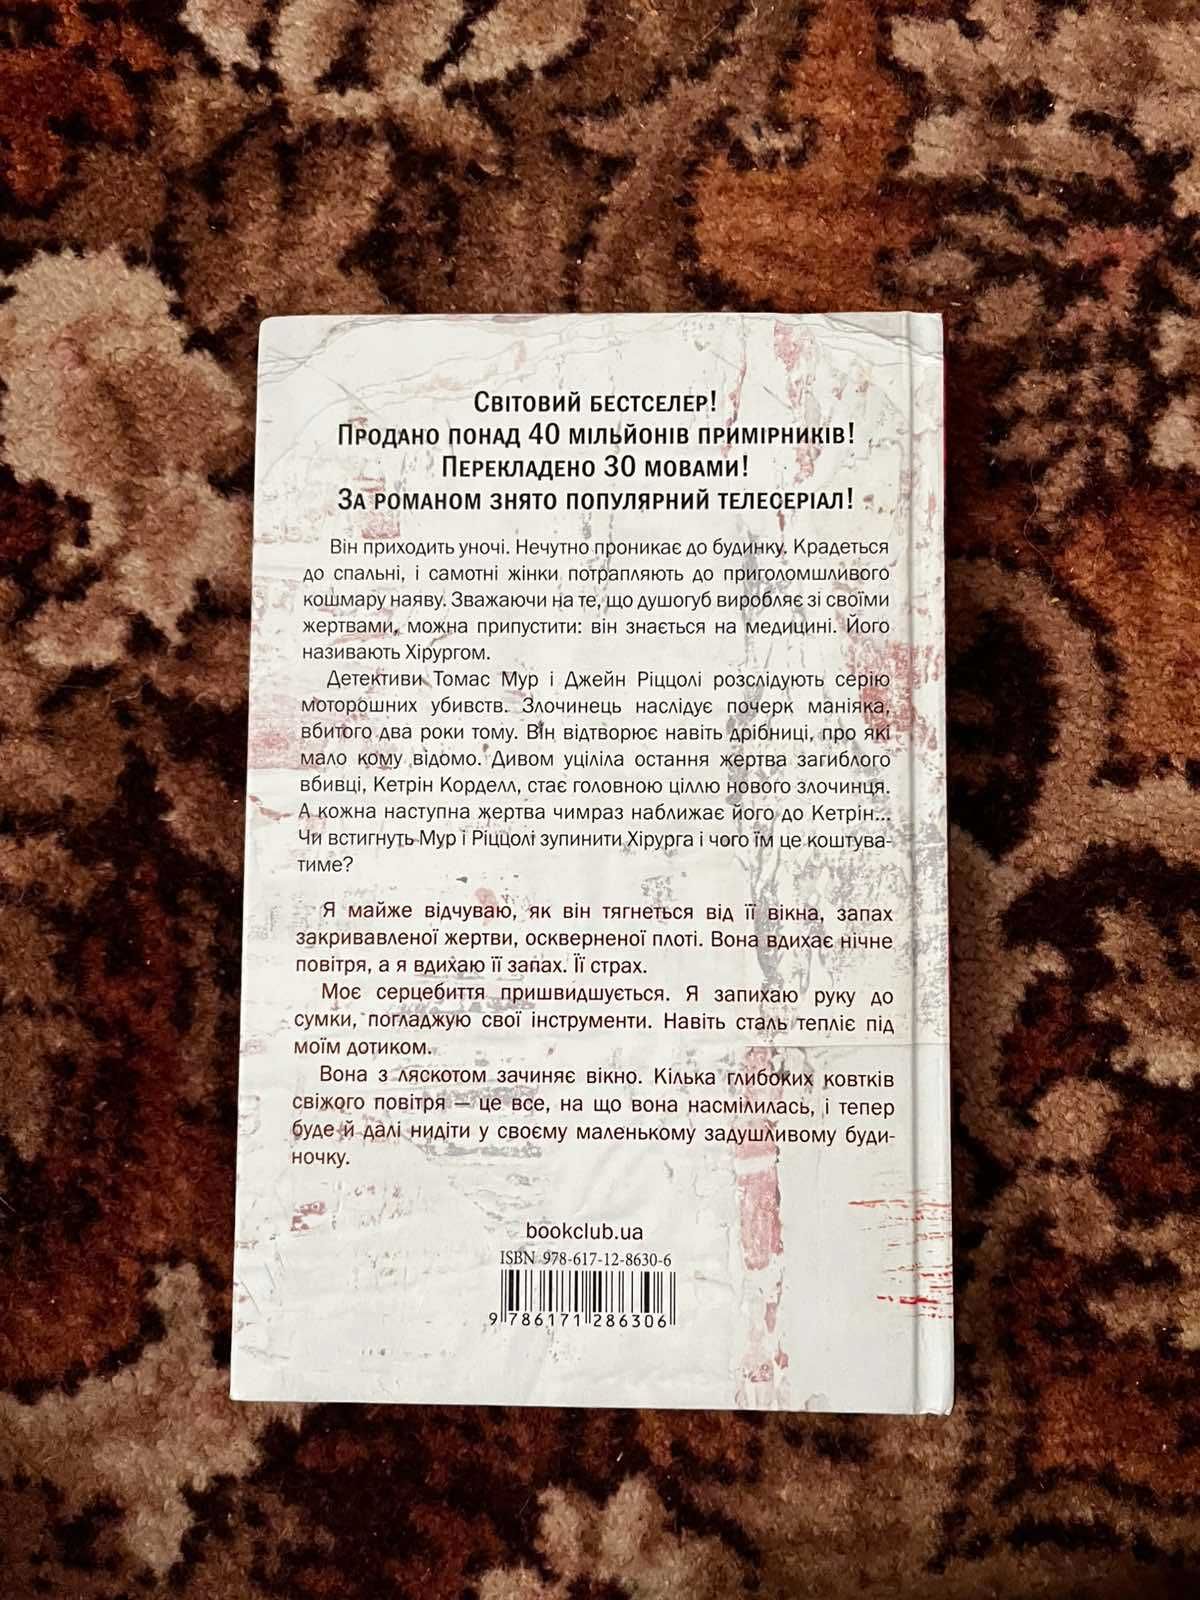 Світовий бестселер!
Продано понад 40 мільйонів примірників!
Перекладено 30 мовами!
За романом знято популярний телесеріал!
Він приходить уночі. Нечутно проникає до будинку. Крадеться
до спальні, і самотні жінки потрапляють до приголомшливого
кошмару наяву. Зважаючи на те, що душогуб виробляє зі своїми
жертвами, можна припустити: він знається на медицині. Його
називають Хірургом.
Детективи Томас Мур і Джейн Ріццолі розслідують серію
моторошних убивств. Злочинець наслідує почерк маніяка,
вбитого два роки тому. Він відтворює навіть дрібниці, про які
мало кому відомо. Дивом уціліла остання жертва загиблого
вбивці, Кетрін Корделл, стає головною ціллю нового злочинця.
А кожна наступна жертва чимраз наближає його до Кетрін...
Чи встигнуть Мур і Ріццолі зупинити Хірурга і чого їм це коштува-
тиме?
Я майже відчуваю, як він тягнеться від її вікна, запах
закривавленої жертви, оскверненої плоті. Вона вдихає нічне
повітря, а я вдихаю її запах. Її страх.
Моє серцебиття пришвидшується. Я запихаю руку до
сумки, погладжую свої інструменти. Навіть сталь тепліє під
моїм дотиком.
Вона з ляскотом зачиняє вікно. Кілька глибоких ковтків
свіжого повітря — це все, на що вона насмілилась, і тепер
буде й далі нидіти у своєму маленькому задушливому буди-
ночку.
bookclub.ua
ISBN 978-617-12-8630-6
9 786171 286306